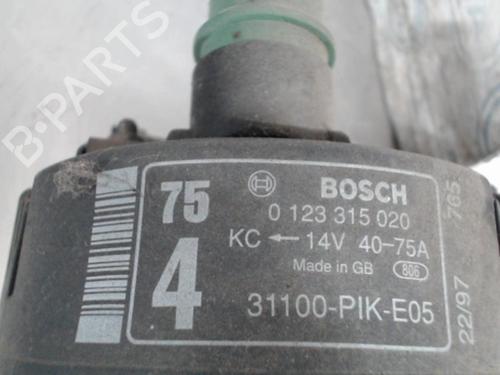 B-PARTS
75
4
BOSCH
0 123 315 020
KC ← 14V 40-75A
Made in GB 806
31100-PIK-E05
765
22/97